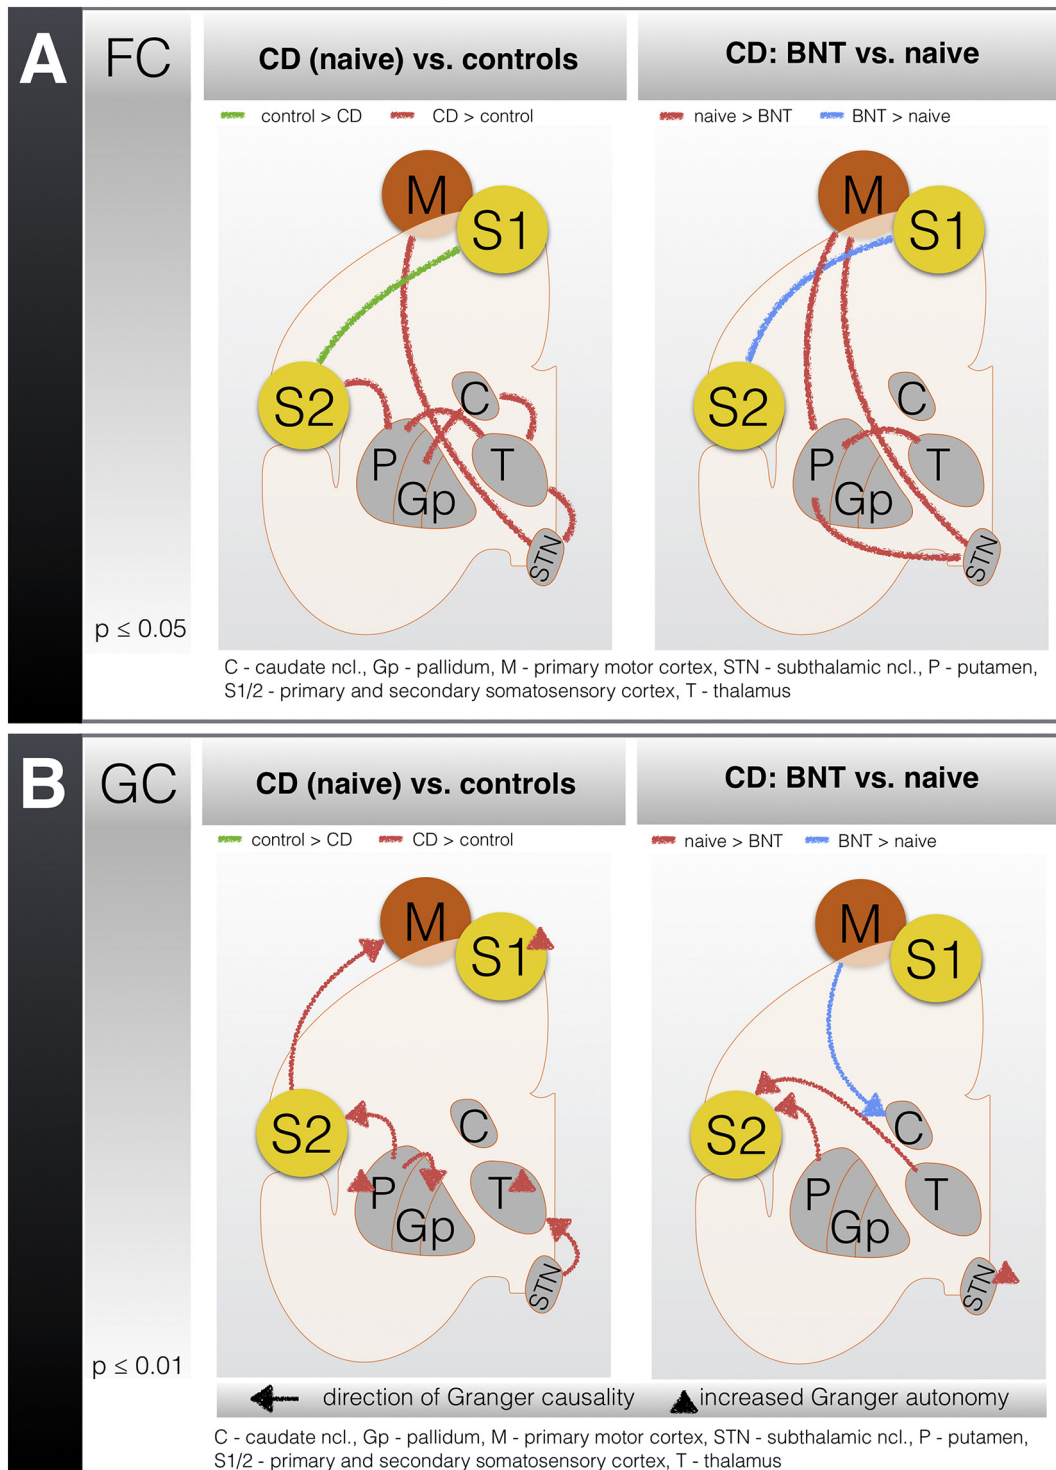 A
FC
CD (naive) vs. controls
CD: BNT vs. naive
control > CD
CD > control
naive > BNT
BNT > naive
M
S1
S2
C
P
T
Gp
STN
M
S1
S2
C
P
T
Gp
STN
p ≤ 0.05
C - caudate ncl., Gp - pallidum, M - primary motor cortex, STN - subthalamic ncl., P - putamen,
S1/2 - primary and secondary somatosensory cortex, T - thalamus
B
GC
CD (naive) vs. controls
CD: BNT vs. naive
control > CD
CD > control
naive > BNT
BNT > naive
M
S1
S2
C
P
T
Gp
STN
M
S1
S2
C
P
T
Gp
STN
p ≤ 0.01
direction of Granger causality
increased Granger autonomy
C - caudate ncl., Gp - pallidum, M - primary motor cortex, STN - subthalamic ncl., P - putamen,
S1/2 - primary and secondary somatosensory cortex, T - thalamus